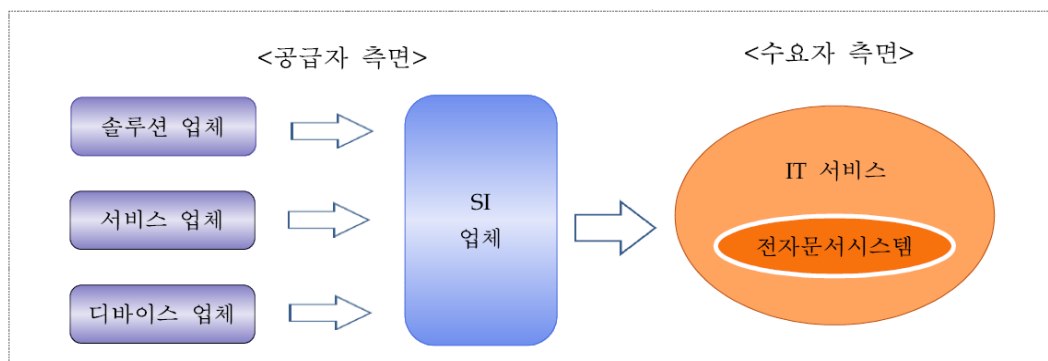 <공급자 측면>
<수요자 측면>
솔루션 업체
서비스 업체
디바이스 업체
SI
업체
IT 서비스
전자문서시스템